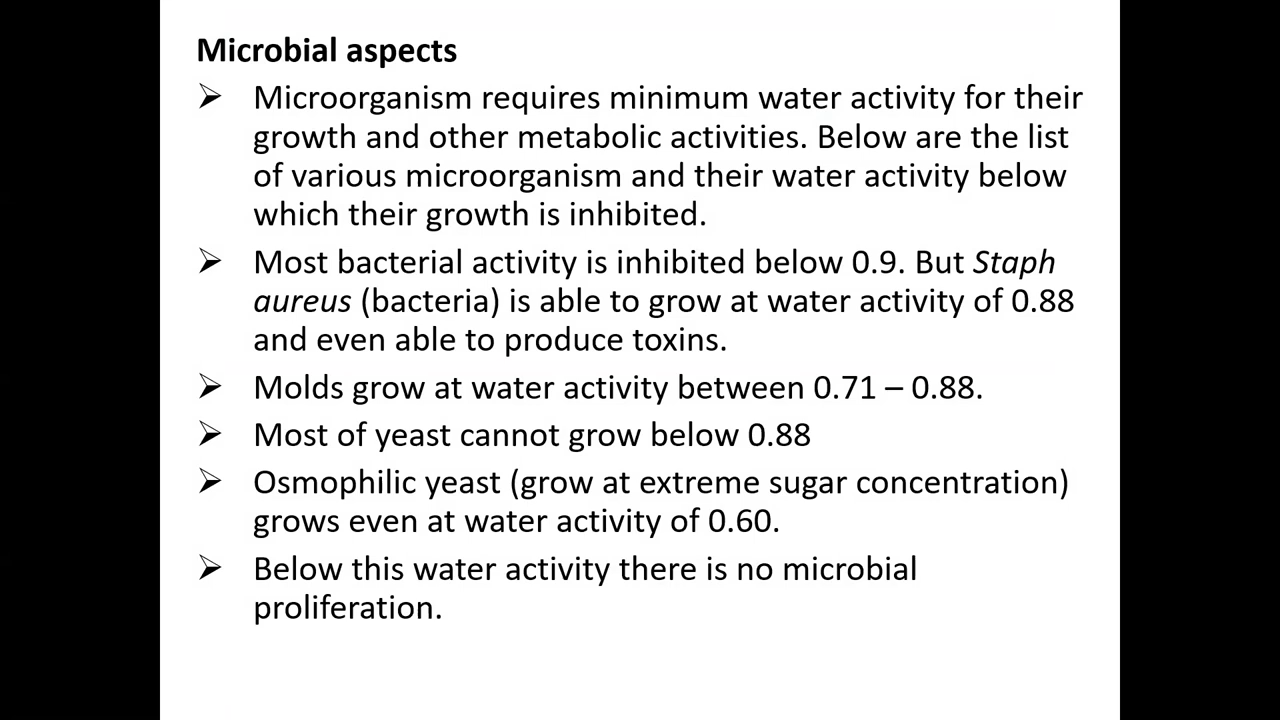 Microbial aspects
➢ Microorganism requires minimum water activity for their
growth and other metabolic activities. Below are the list
of various microorganism and their water activity below
which their growth is inhibited.
➢ Most bacterial activity is inhibited below 0.9. But Staph
aureus (bacteria) is able to grow at water activity of 0.88
and even able to produce toxins.
➢ Molds grow at water activity between 0.71 – 0.88.
➢ Most of yeast cannot grow below 0.88
➢ Osmophilic yeast (grow at extreme sugar concentration)
grows even at water activity of 0.60.
➢ Below this water activity there is no microbial
proliferation.